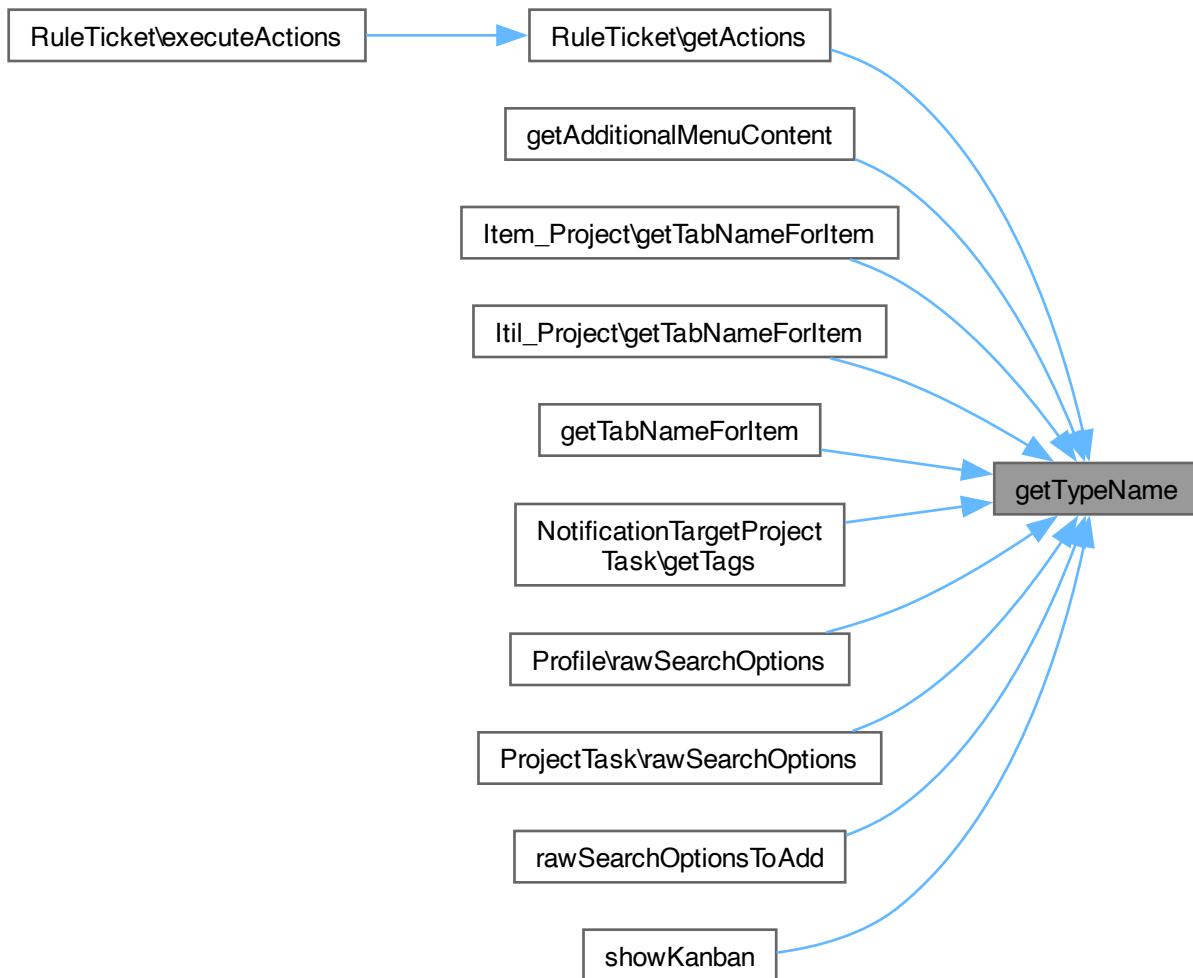 RuleTicket\executeActions
RuleTicket\getActions
getAdditionalMenuContent
Item_Project\getTabNameForItem
Itil_Project\getTabNameForItem
getTabNameForItem
getTypeName
NotificationTargetProject
Task\getTags
Profile\rawSearchOptions
ProjectTask\rawSearchOptions
rawSearchOptionsToAdd
showKanban